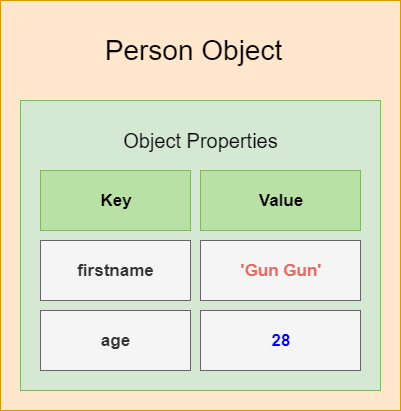 Person Object
Object Properties
Key Value
firstname 'Gun Gun'
age 28